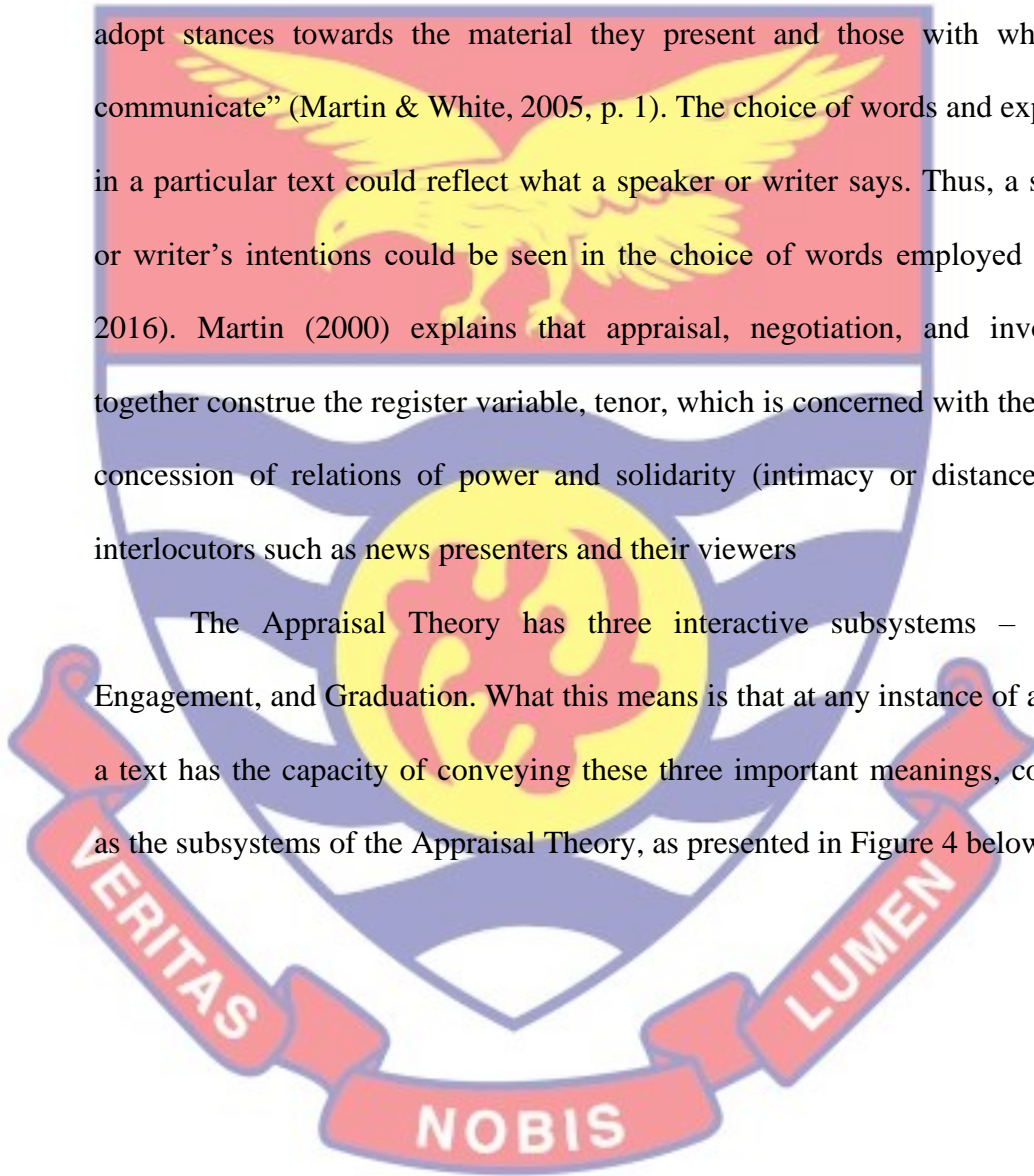 adopt stances towards the material they present and those with wh
communicate” (Martin & White, 2005, p. 1). The choice of words and exp
in a particular text could reflect what a speaker or writer says. Thus, a s
or writer’s intentions could be seen in the choice of words employed
2016). Martin (2000) explains that appraisal, negotiation, and invo
together construe the register variable, tenor, which is concerned with the
concession of relations of power and solidarity (intimacy or distance
interlocutors such as news presenters and their viewers
The Appraisal Theory has three interactive subsystems –
Engagement, and Graduation. What this means is that at any instance of a
a text has the capacity of conveying these three important meanings, co
as the subsystems of the Appraisal Theory, as presented in Figure 4 below
VERITAS
NOBIS
LUMEN